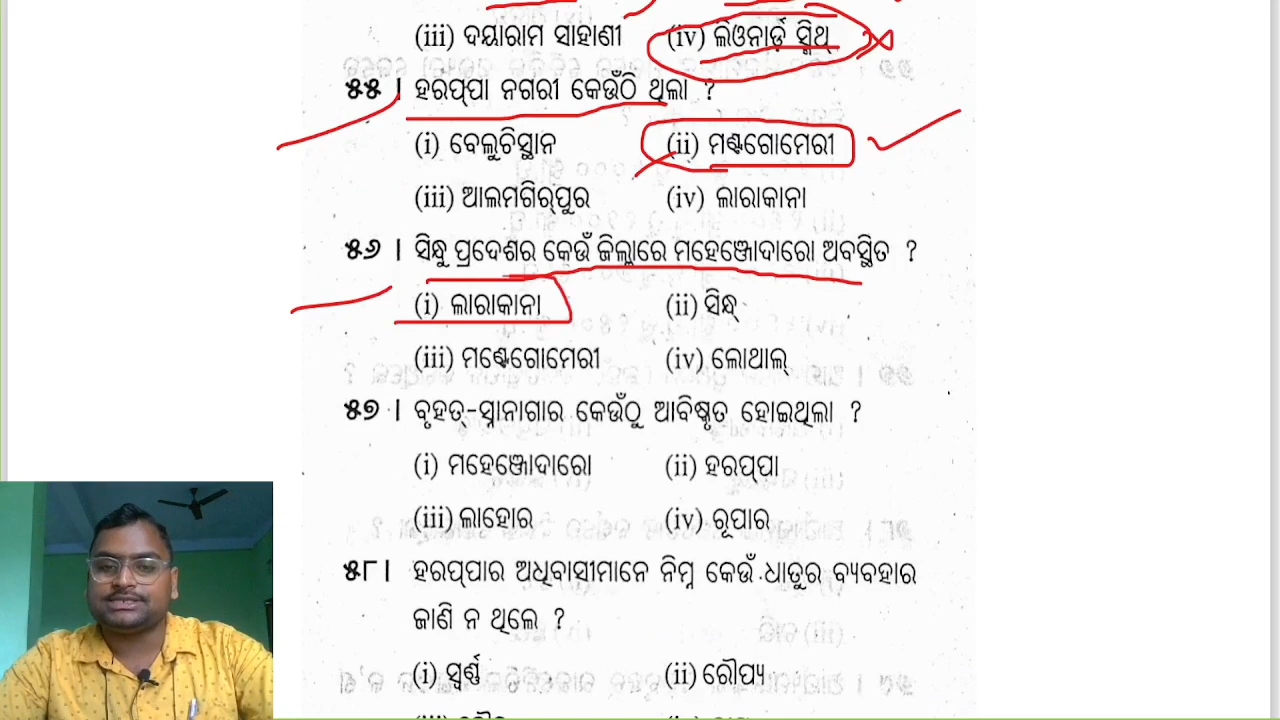 (iii) ଦୟାରାମ ସାହାଣୀ (iv) ଲିଓନାର୍ଡ଼ ସ୍ମିଥ୍
୫୫ । ହରପ୍‌ପା ନଗରୀ କେଉଁଠି ଥିଲା ?
(i) ବେଲୁଚିସ୍ଥାନ (ii) ମଣ୍ଟଗୋମେରୀ
(iii) ଆଲମଗିର୍‌ପୁର (iv) ଲାରାକାନା
୫୬ । ସିନ୍ଧୁ ପ୍ରଦେଶର କେଉଁ ଜିଲ୍ଲାରେ ମହେଞ୍ଜୋଦାରୋ ଅବସ୍ଥିତ ?
(i) ଲାରାକାନା (ii) ସିନ୍ଧ୍
(iii) ମଣ୍ଟେଗୋମେରୀ (iv) ଲୋଥାଲ୍
୫୭ । ବୃହତ୍-ସ୍ନାନାଗାର କେଉଁଠୁ ଆବିଷ୍କୃତ ହୋଇଥିଲା ?
(i) ମହେଞ୍ଜୋଦାରୋ (ii) ହରପ୍‌ପା
(iii) ଲାହୋର (iv) ରୂପାର
୫୮ । ହରପ୍‌ପାର ଅଧିବାସୀମାନେ ନିମ୍ନ କେଉଁ ଧାତୁର ବ୍ୟବହାର
ଜାଣି ନ ଥିଲେ ?
(i) ସ୍ବର୍ଣ୍ଣ (ii) ରୌପ୍ୟ